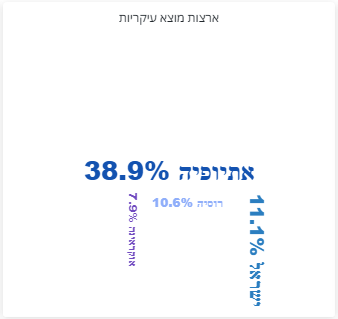 ארצות מוצא עיקריות
אתיופיה 38.9%
רוסיה 10.6%
ישראל 11.1%
אוקראינה 7.9%